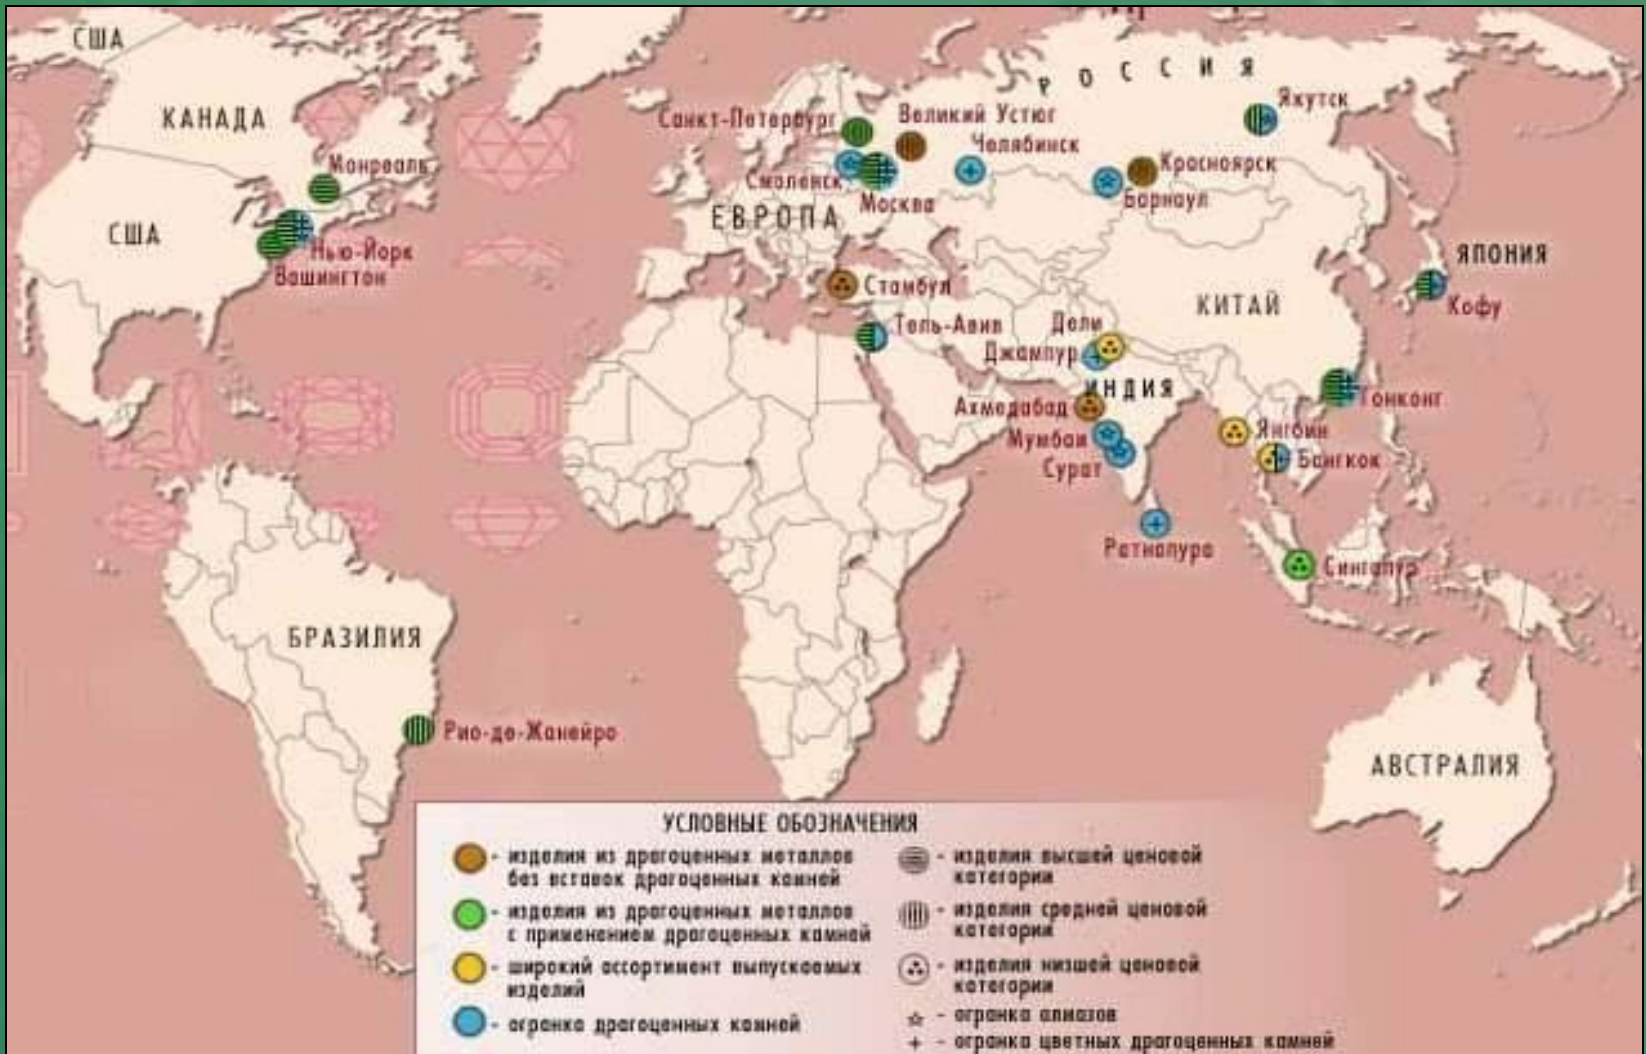 США
КАНАДА
Монреаль
США
Нью-Йорк
Вашингтон
РОССИЯ
Якутск
Санкт-Петербург
Великий Устюг
Челябинск
Красноярск
Смоленск
Москва
Барнаул
ЕВРОПА
ЯПОНИЯ
Стамбул
КИТАЙ
Кофу
Тель-Авив
Дели
Джампур
ИНДИЯ
Ахмедабад
Гонконг
Мумбаи
Янгбин
Сурат
Бангкок
Ратнапура
Сингапур
БРАЗИЛИЯ
Рио-де-Жанейро
АВСТРАЛИЯ
УСЛОВНЫЕ ОБОЗНАЧЕНИЯ
- изделия из драгоценных металлов
без вставок драгоценных камней
- изделия из драгоценных металлов
с применением драгоценных камней
- широкий ассортимент выпускаемых
изделий
- огранка драгоценных камней
- изделия высшей ценовой
категории
- изделия средней ценовой
категории
- изделия низшей ценовой
категории
- огранка алмазов
- огранка цветных драгоценных камней